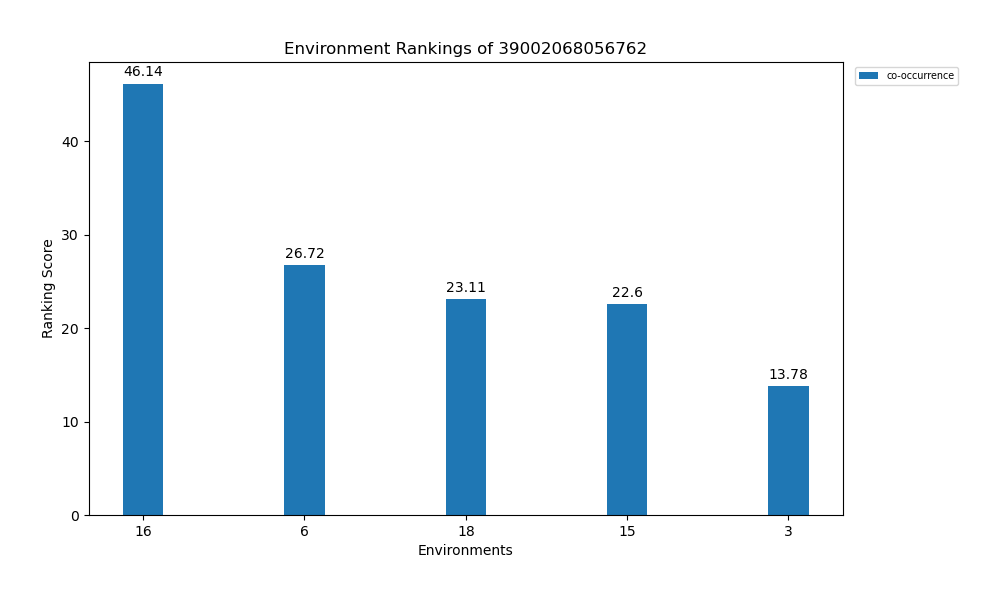 Environment Rankings of 39002068056762
co-occurrence
46.14
26.72
23.11
22.6
13.78
Ranking Score
40
30
20
10
0
16 6 18 15 3
Environments